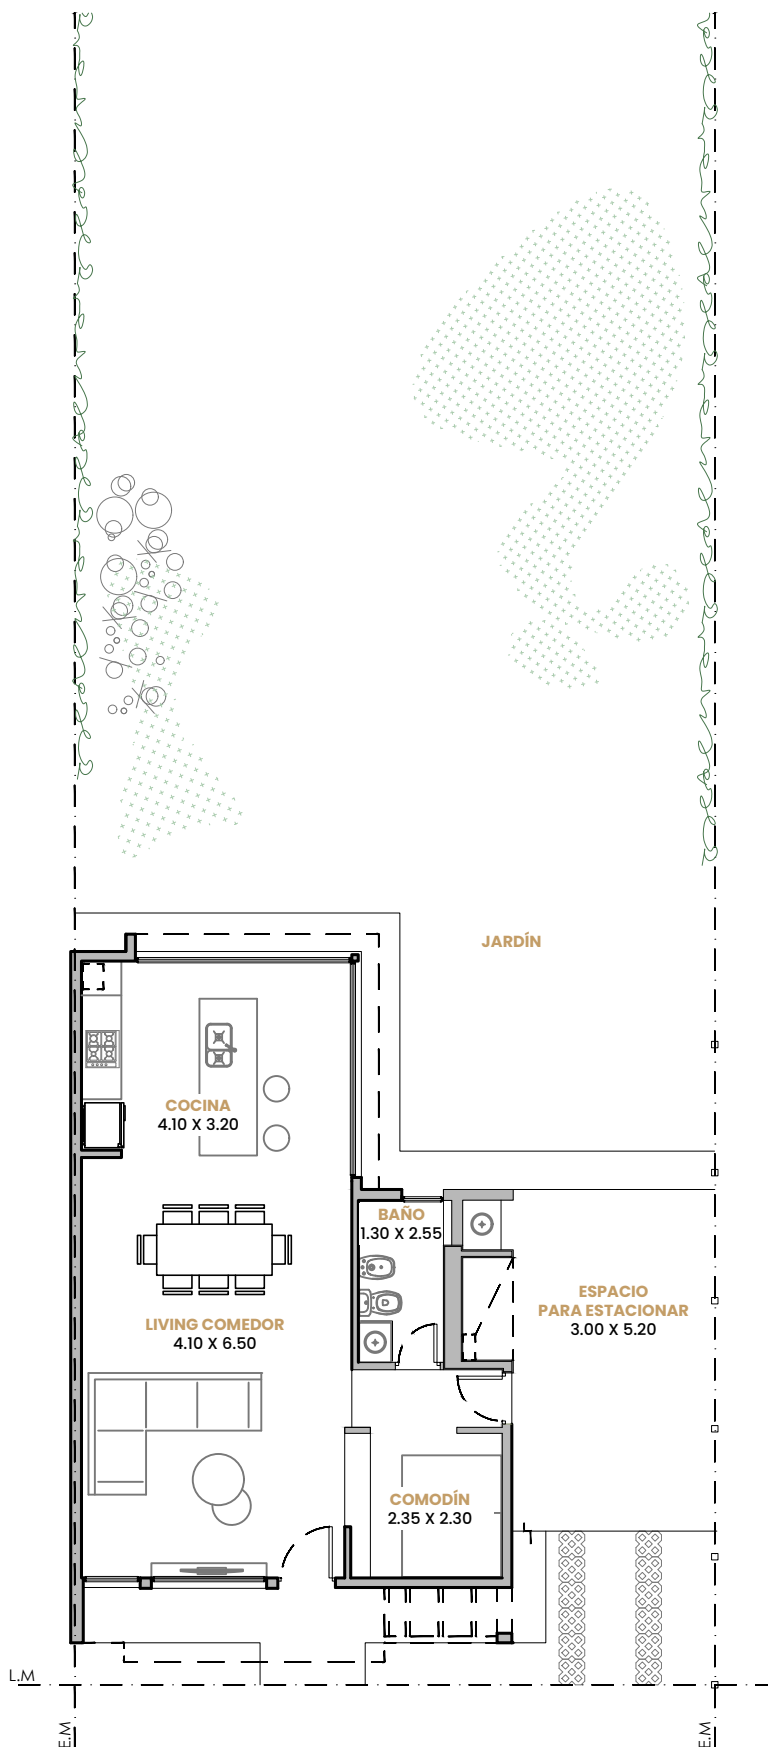 JARDÍN
COCINA
4.10 X 3.20
BAÑO
1.30 X 2.55
ESPACIO
PARA ESTACIONAR
3.00 X 5.20
LIVING COMEDOR
4.10 X 6.50
COMODÍN
2.35 X 2.30
L.M
E.M
E.M